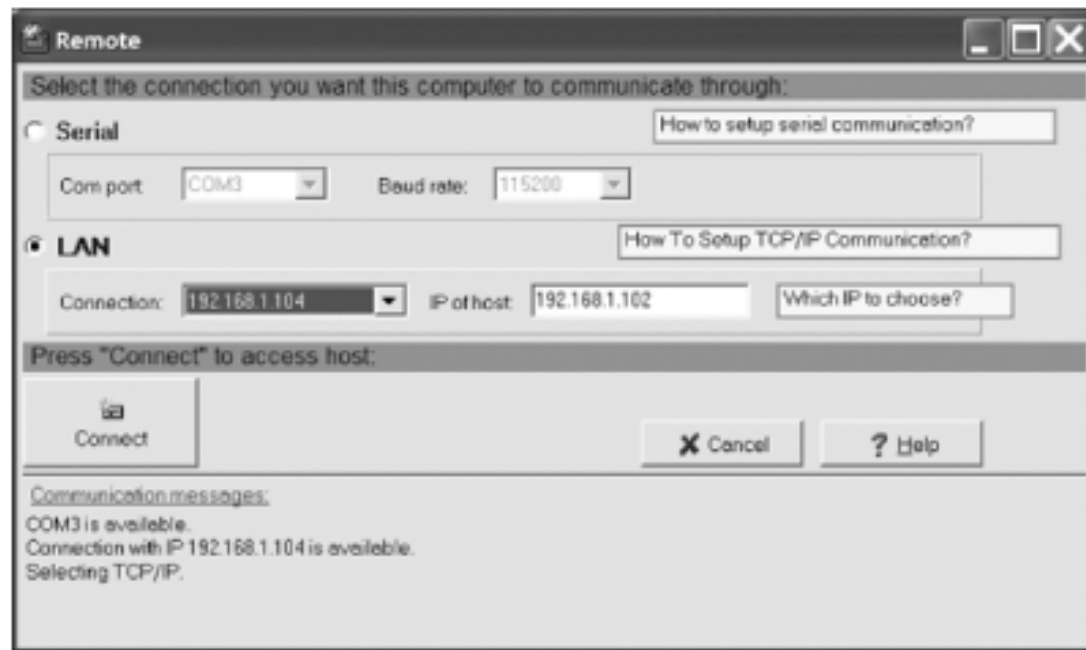 Remote
Select the connection you want this computer to communicate through:
Serial How to setup serial communication?
Com port: COM3 Baud rate: 115200
LAN How To Setup TCP/IP Communication?
Connection: 192.168.1.104 IP of host: 192.168.1.102 Which IP to choose?
Press "Connect" to access host:
Connect
Cancel ? Help
Communication messages:
COM3 is available.
Connection with IP 192.168.1.104 is available.
Selecting TCP/IP.